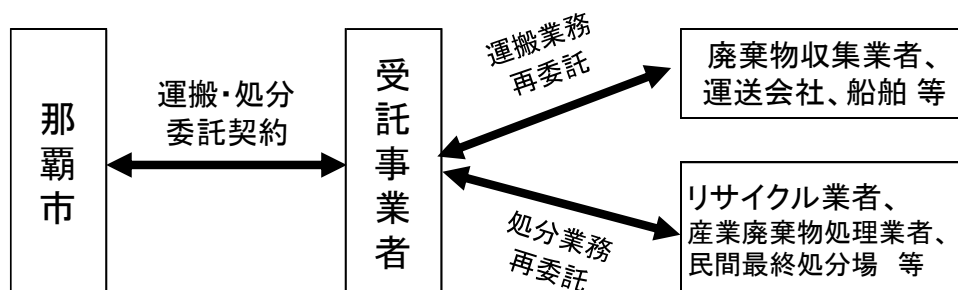 那覇市
運搬・処分
委託契約
受託事業者
運搬業務
再委託
廃棄物収集業者、
運送会社、船舶 等
処分業務
再委託
リサイクル業者、
産業廃棄物処理業者、
民間最終処分場 等